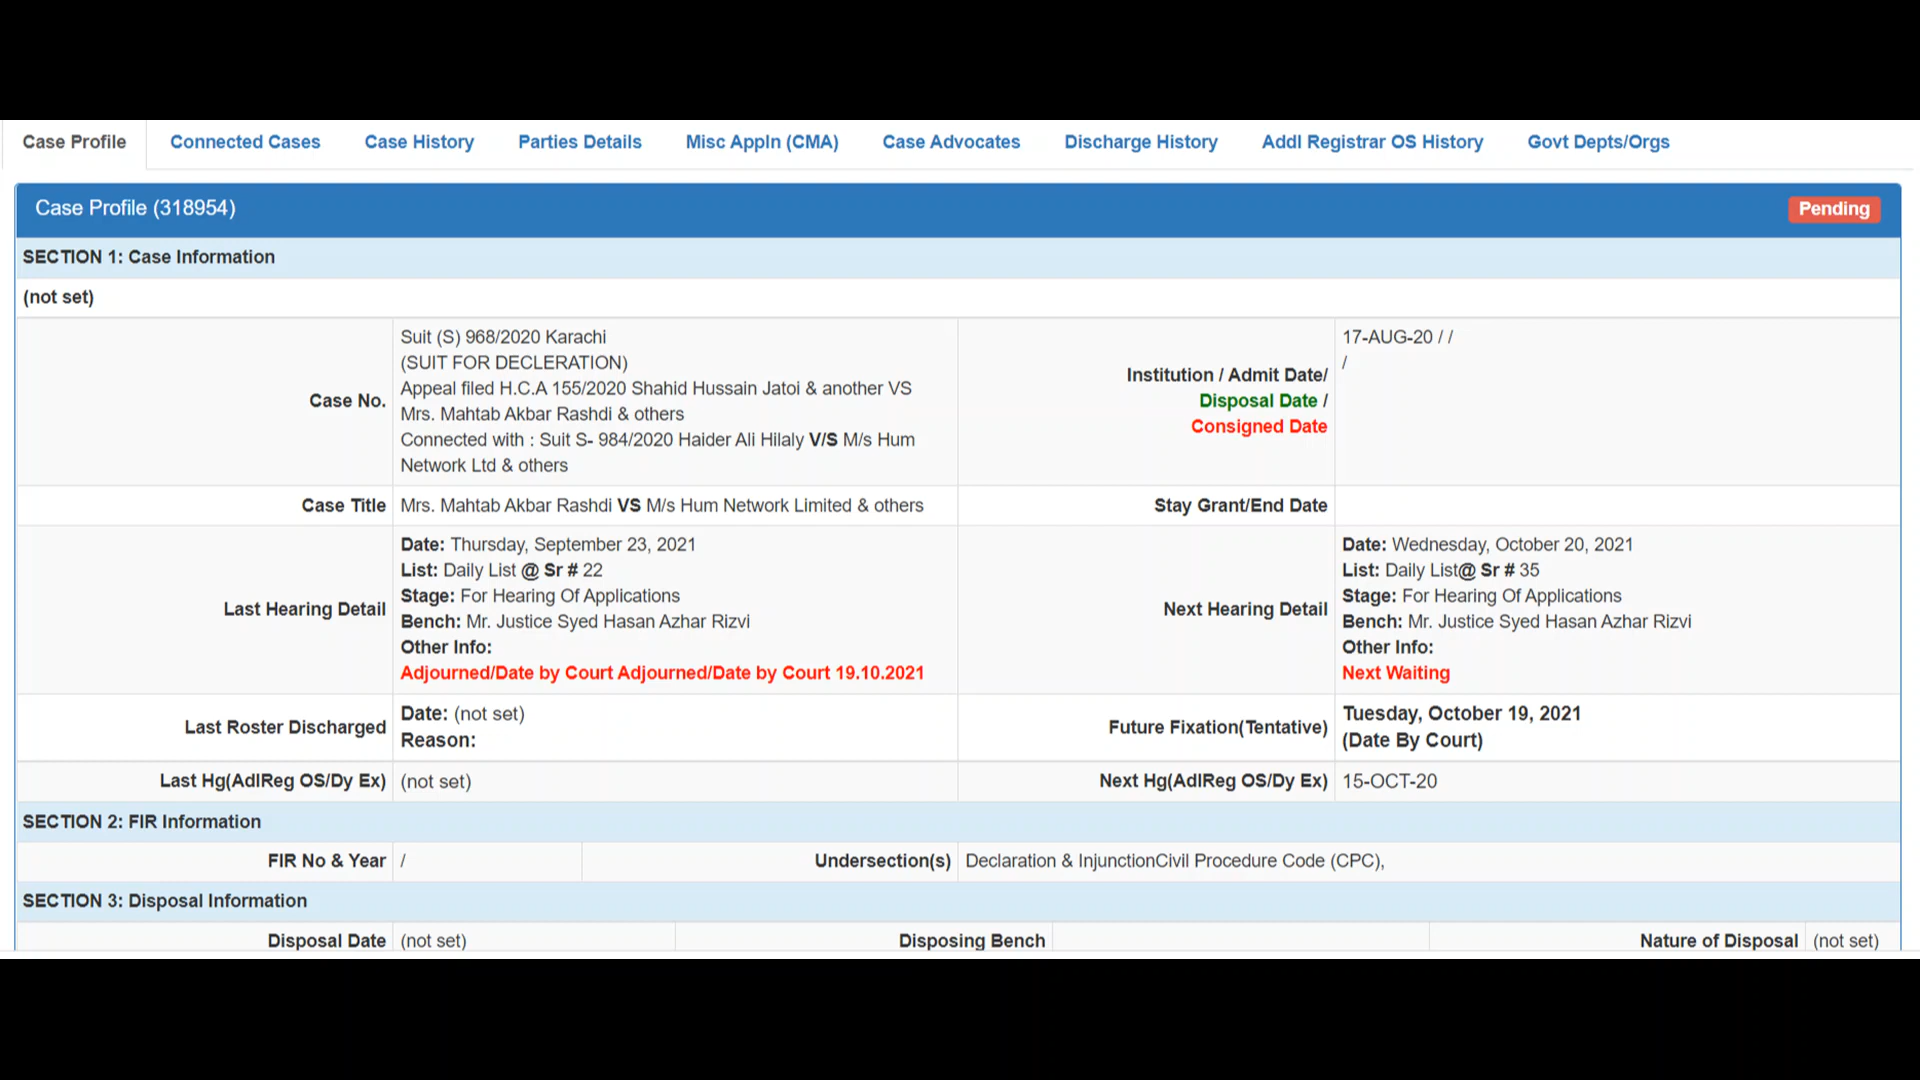 Case Profile Connected Cases Case History Parties Details Misc Appln (CMA) Case Advocates Discharge History Addl Registrar OS History Govt Depts/Orgs
Case Profile (318954) Pending
SECTION 1: Case Information
(not set)
Case No.
Suit (S) 968/2020 Karachi
(SUIT FOR DECLERATION)
Appeal filed H.C.A 155/2020 Shahid Hussain Jatoi & another VS
Mrs. Mahtab Akbar Rashdi & others
Connected with : Suit S- 984/2020 Haider Ali Hilaly V/S M/s Hum
Network Ltd & others
Institution / Admit Date/
Disposal Date /
Consigned Date
17-AUG-20 / /
/
Case Title Mrs. Mahtab Akbar Rashdi VS M/s Hum Network Limited & others Stay Grant/End Date
Last Hearing Detail
Date: Thursday, September 23, 2021
List: Daily List @ Sr # 22
Stage: For Hearing Of Applications
Bench: Mr. Justice Syed Hasan Azhar Rizvi
Other Info:
Adjourned/Date by Court Adjourned/Date by Court 19.10.2021
Next Hearing Detail
Date: Wednesday, October 20, 2021
List: Daily List@ Sr # 35
Stage: For Hearing Of Applications
Bench: Mr. Justice Syed Hasan Azhar Rizvi
Other Info:
Next Waiting
Last Roster Discharged
Date: (not set)
Reason:
Future Fixation(Tentative)
Tuesday, October 19, 2021
(Date By Court)
Last Hg(AdlReg OS/Dy Ex) (not set) Next Hg(AdlReg OS/Dy Ex) 15-OCT-20
SECTION 2: FIR Information
FIR No & Year / Undersection(s) Declaration & InjunctionCivil Procedure Code (CPC),
SECTION 3: Disposal Information
Disposal Date (not set) Disposing Bench Nature of Disposal (not set)